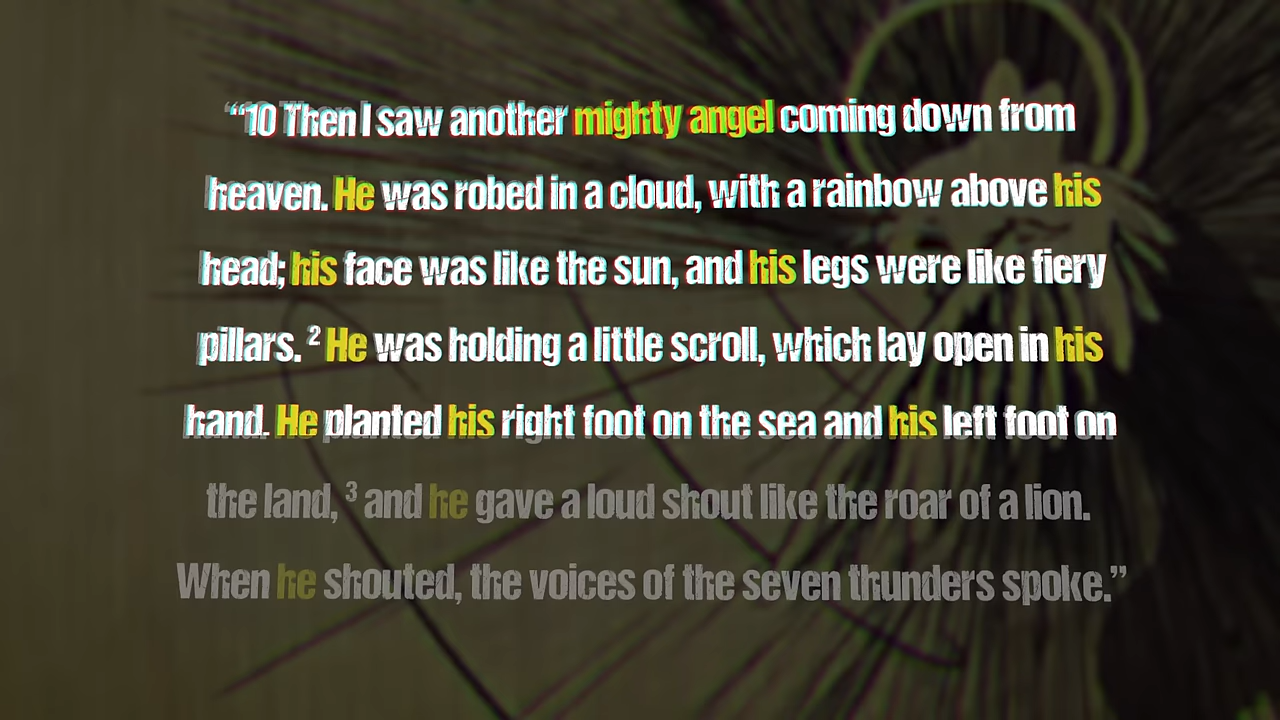 “10 Then I saw another mighty angel coming down from
heaven. He was robed in a cloud, with a rainbow above his
head; his face was like the sun, and his legs were like fiery
pillars. ² He was holding a little scroll, which lay open in his
hand. He planted his right foot on the sea and his left foot on
the land, ³ and he gave a loud shout like the roar of a lion.
When he shouted, the voices of the seven thunders spoke.”